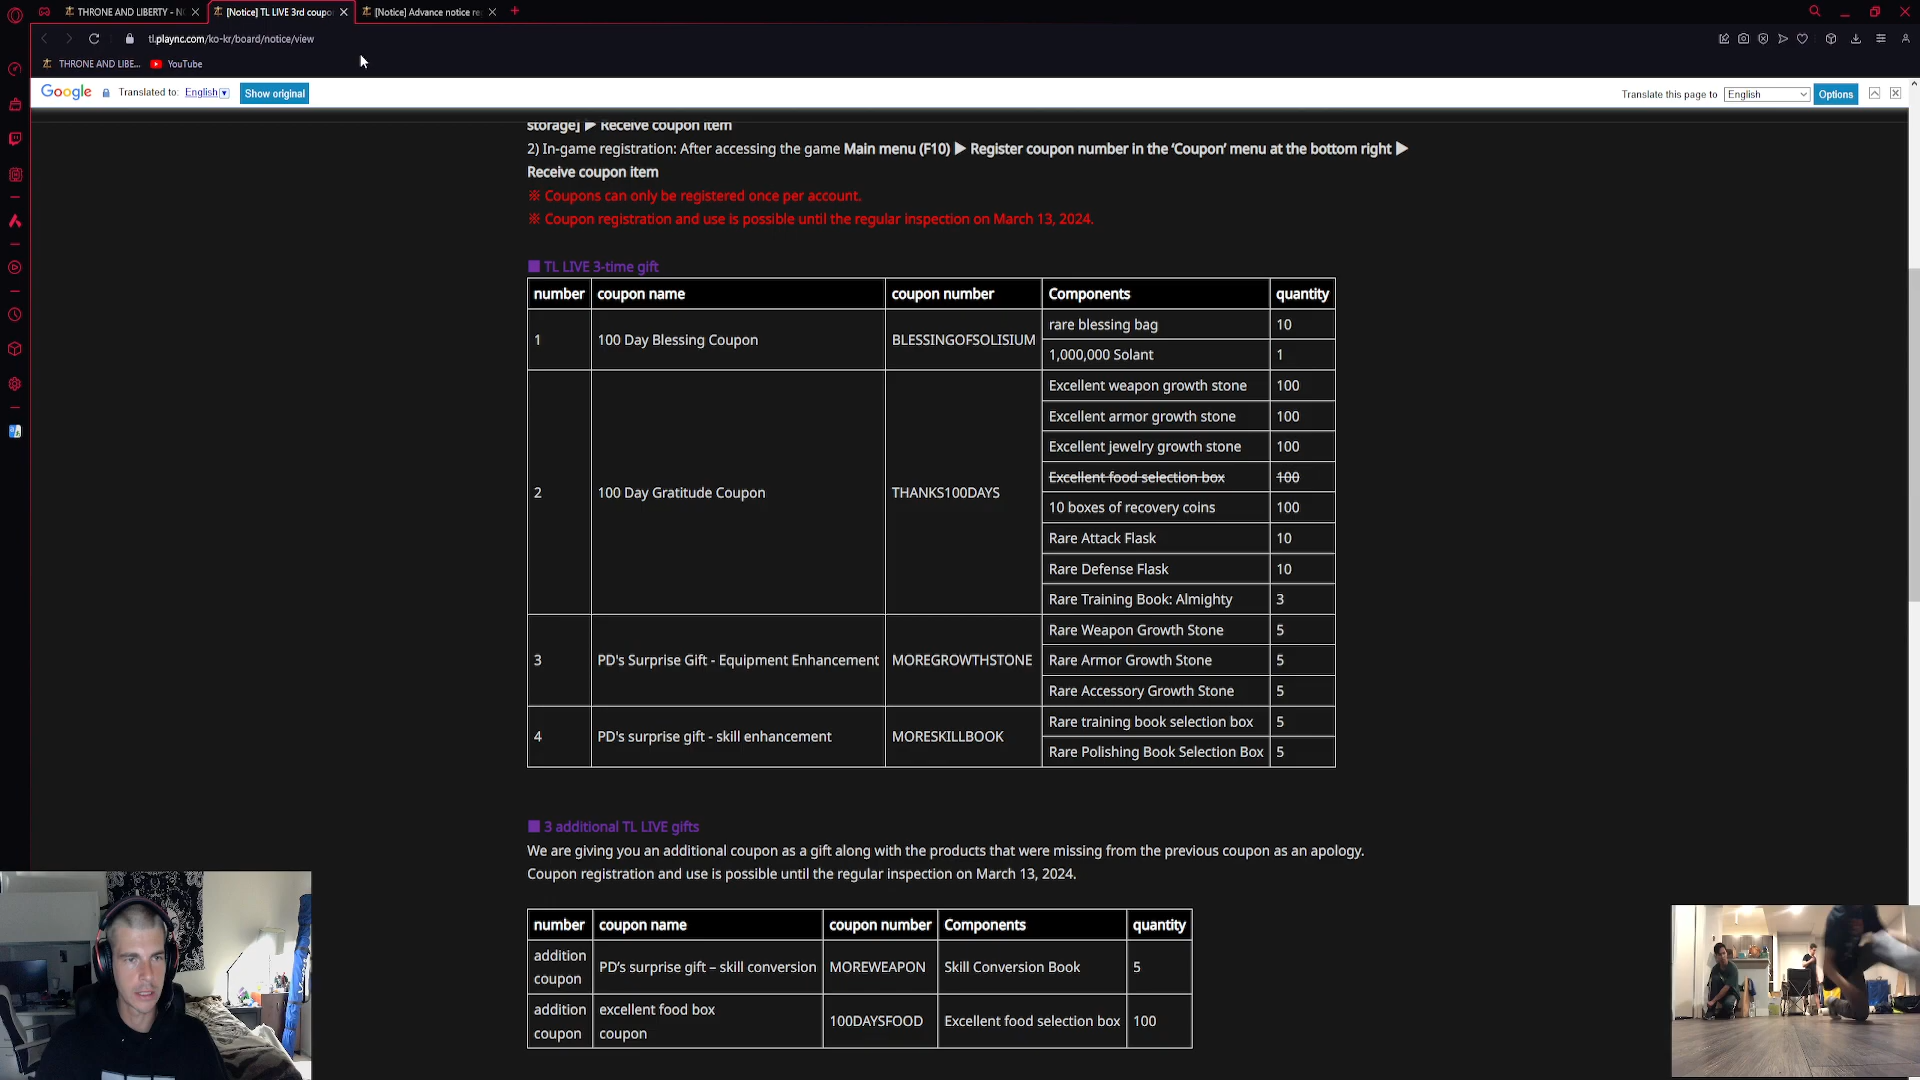 THRONE AND LIBERTY - N
[Notice] TL LIVE 3rd coupo
[Notice] Advance notice re
tl.plaync.com/ko-kr/board/notice/view
THRONE AND LIBE...
YouTube
Google
Translated to: English
Show original
Translate this page to
English
Options
storage] ▶ Receive coupon item
2) In-game registration: After accessing the game Main menu (F10) ▶ Register coupon number in the ‘Coupon’ menu at the bottom right ▶
Receive coupon item
※ Coupons can only be registered once per account.
※ Coupon registration and use is possible until the regular inspection on March 13, 2024.
■ TL LIVE 3-time gift
number coupon name coupon number Components quantity
1 100 Day Blessing Coupon BLESSINGOFSOLISIUM
rare blessing bag 10
1,000,000 Solant 1
2 100 Day Gratitude Coupon THANKS100DAYS
Excellent weapon growth stone 100
Excellent armor growth stone 100
Excellent jewelry growth stone 100
Excellent food selection box 100
10 boxes of recovery coins 100
Rare Attack Flask 10
Rare Defense Flask 10
Rare Training Book: Almighty 3
3 PD's Surprise Gift - Equipment Enhancement MOREGROWTHSTONE
Rare Weapon Growth Stone 5
Rare Armor Growth Stone 5
Rare Accessory Growth Stone 5
4 PD's surprise gift - skill enhancement MORESKILLBOOK
Rare training book selection box 5
Rare Polishing Book Selection Box 5
■ 3 additional TL LIVE gifts
We are giving you an additional coupon as a gift along with the products that were missing from the previous coupon as an apology.
Coupon registration and use is possible until the regular inspection on March 13, 2024.
number coupon name coupon number Components quantity
addition
coupon
PD’s surprise gift – skill conversion MOREWEAPON Skill Conversion Book 5
addition
coupon
excellent food box
coupon
100DAYSFOOD Excellent food selection box 100